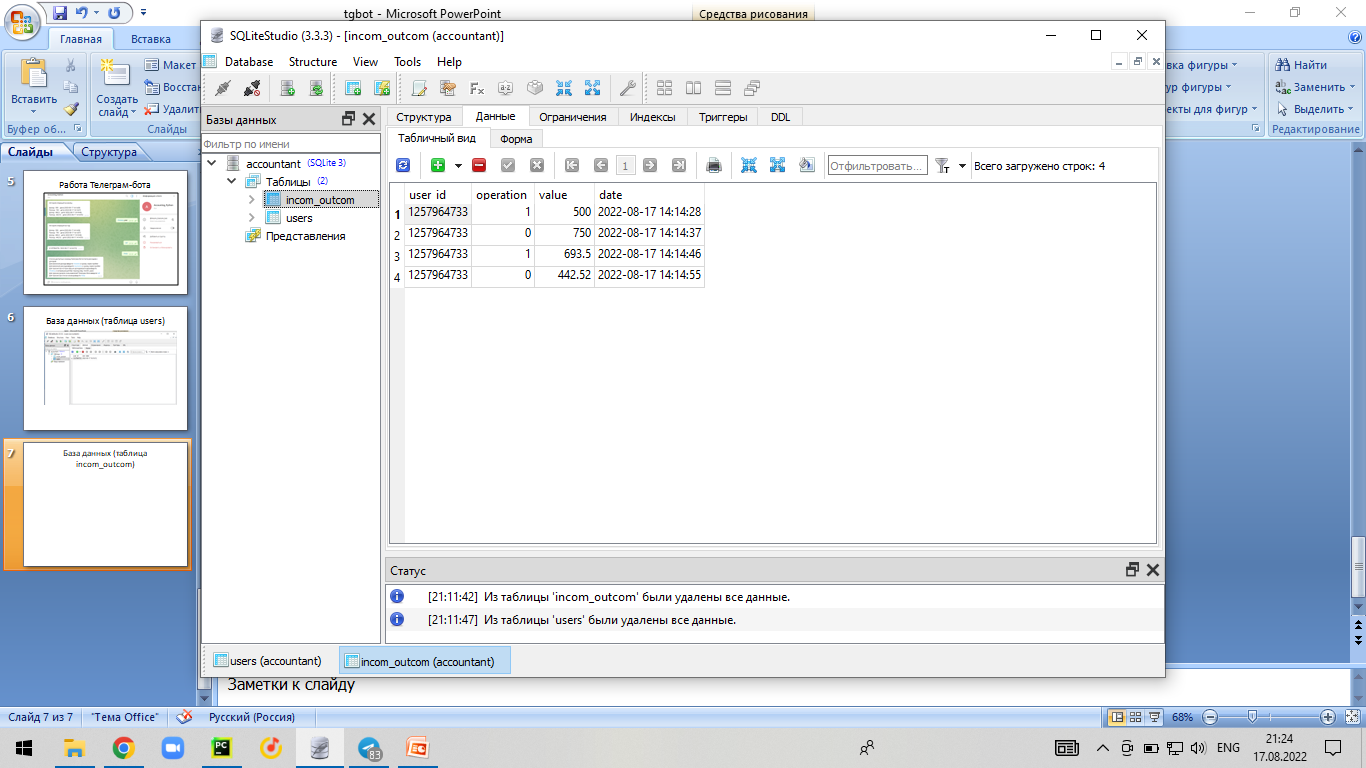 tgbot - Microsoft PowerPoint
Средства рисования
Главная
Вставка
Вставить
Буфер об...
Создать слайд
Макет
Восста
Удалит
Слайды
вка фигуры
ур фигуры
екты для фигур
Найти
Заменить
Выделить
Редактирование
Слайды
Структура
5
Работа Телеграм-бота
6
База данных (таблица users)
7
База данных (таблица
incom_outcom)
SQLiteStudio (3.3.3) - [incom_outcom (accountant)]
Database
Structure
View
Tools
Help
Базы данных
Фильтр по имени
accountant (SQLite 3)
Таблицы (2)
incom_outcom
users
Представления
Структура
Данные
Ограничения
Индексы
Триггеры
DDL
Табличный вид
Форма
1
Отфильтровать...
Всего загружено строк: 4
user_id operation value date
1 1257964733 1 500 2022-08-17 14:14:28
2 1257964733 0 750 2022-08-17 14:14:37
3 1257964733 1 693.5 2022-08-17 14:14:46
4 1257964733 0 442.52 2022-08-17 14:14:55
Статус
[21:11:42] Из таблицы 'incom_outcom' были удалены все данные.
[21:11:47] Из таблицы 'users' были удалены все данные.
users (accountant)
incom_outcom (accountant)
Заметки к слайду
Слайд 7 из 7
"Тема Office"
Русский (Россия)
68%
83
ENG
21:24
17.08.2022